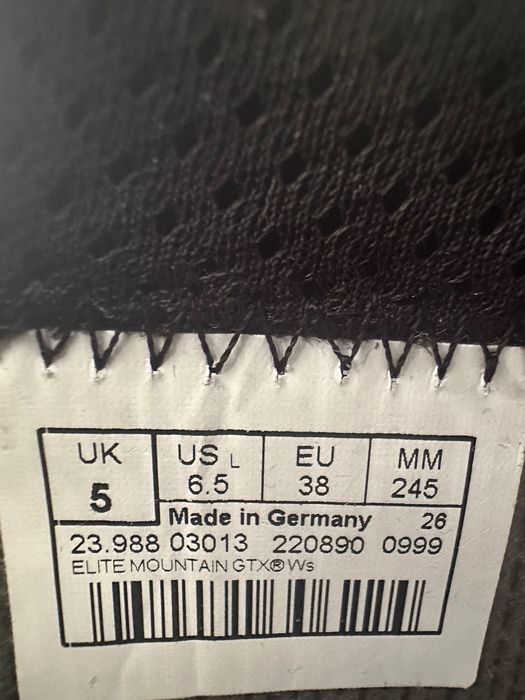 UK US L EU MM
5 6.5 38 245
Made in Germany 26
23.988 03013 220890 0999
ELITE MOUNTAIN GTX® Ws